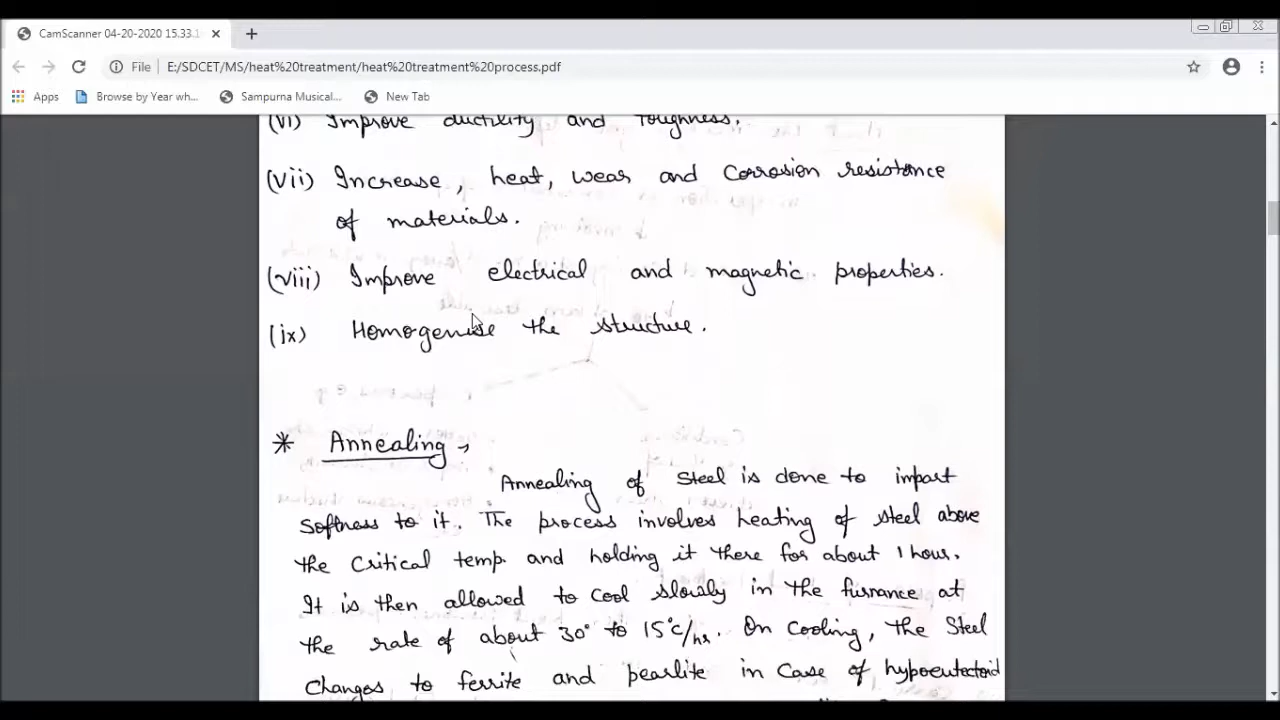 CamScanner 04-20-2020 15.33.1
File E:/SDCET/MS/heat%20treatment/heat%20treatment%20process.pdf
Apps Browse by Year wh... Sampurna Musical... New Tab
(vi) Improve ductility and Toughness.
(vii) Increase, heat, wear and Corrosion resistance
of materials.
(viii) Improve electrical and magnetic properties.
(ix) Homogenise the structure.
* Annealing →
Annealing of Steel is done to impart
Softness to it. The process involves heating of steel above
the critical temp. and holding it there for about 1 hour.
It is then allowed to cool slowly in the furnance at
the rate of about 30° to 15°C/hr. On cooling, the Steel
changes to ferrite and pearlite in case of hypoeutectoid